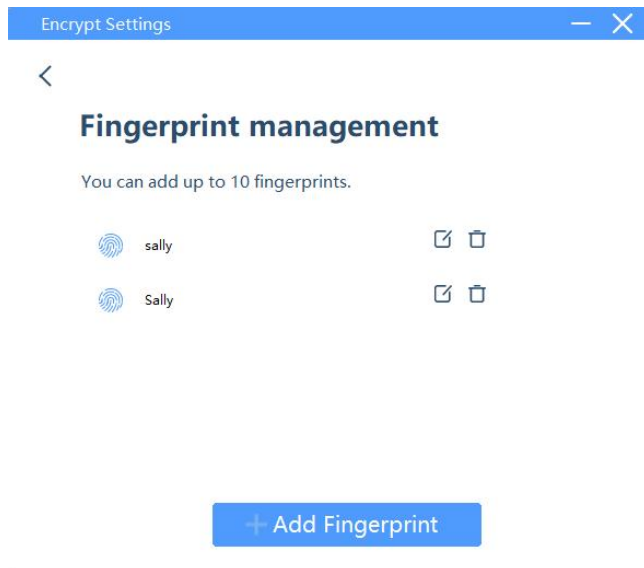 Encrypt Settings
Fingerprint management
You can add up to 10 fingerprints.
sally
Sally
Add Fingerprint